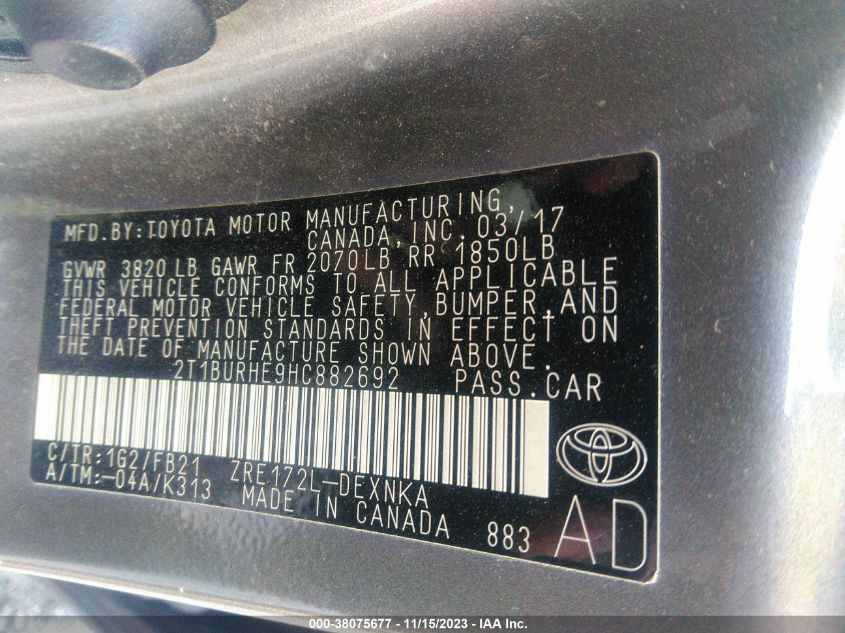 MFD. BY: TOYOTA MOTOR MANUFACTURING,
CANADA, INC. 03/17
GVWR 3820 LB GAWR FR 2070LB, RR 1850LB
THIS VEHICLE CONFORMS TO ALL APPLICABLE
FEDERAL MOTOR VEHICLE SAFETY, BUMPER, AND
THEFT PREVENTION STANDARDS IN EFFECT ON
THE DATE OF MANUFACTURE SHOWN ABOVE.
2T1BURHE9HC882692 PASS. CAR
C/TR: 1G2/FB21 ZRE172L-DEXNKA
A/TM: -04A/K313 MADE IN CANADA 883 AD
000-38075677 - 11/15/2023 - IAA Inc.